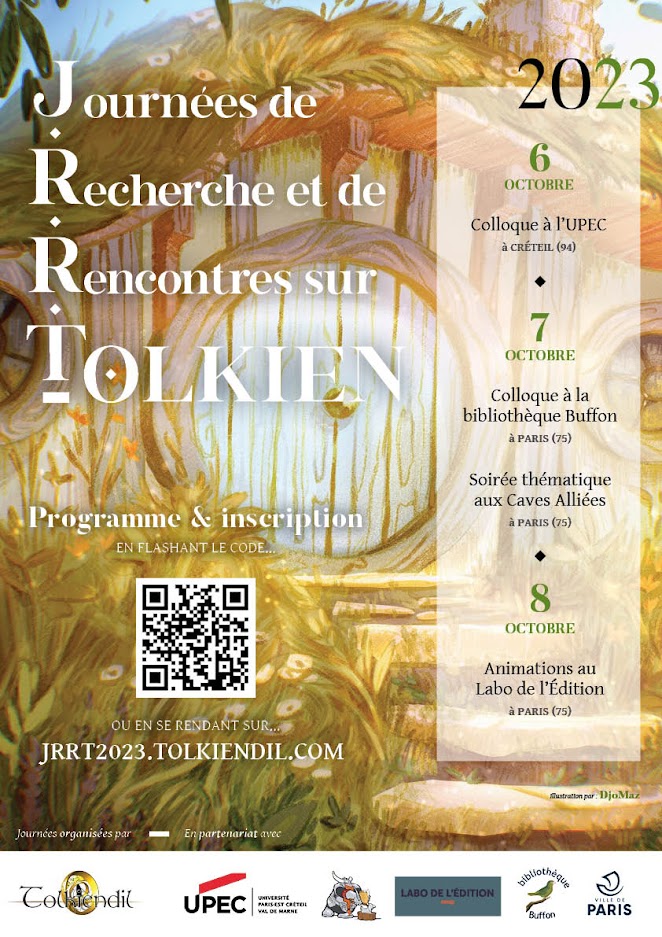 Journées de
Recherche et de
Rencontres sur
TOLKIEN
Programme & inscription
EN FLASHANT LE CODE...
OU EN SE RENDANT SUR...
JRRT2023.TOLKIENDIL.COM
2023
6
OCTOBRE
Colloque à l'UPEC
à CRÉTEIL (94)
7
OCTOBRE
Colloque à la
bibliothèque Buffon
à PARIS (75)
Soirée thématique
aux Caves Alliées
à PARIS (75)
8
OCTOBRE
Animations au
Labo de l'Édition
à PARIS (75)
Illustration par : DjoMaz
Journées organisées par
En partenariat avec
Tolkiendil
UPEC
UNIVERSITÉ
PARIS-EST CRÉTEIL
VAL DE MARNE
LABO DE L'ÉDITION
bibliothèque
Buffon
VILLE DE
PARIS